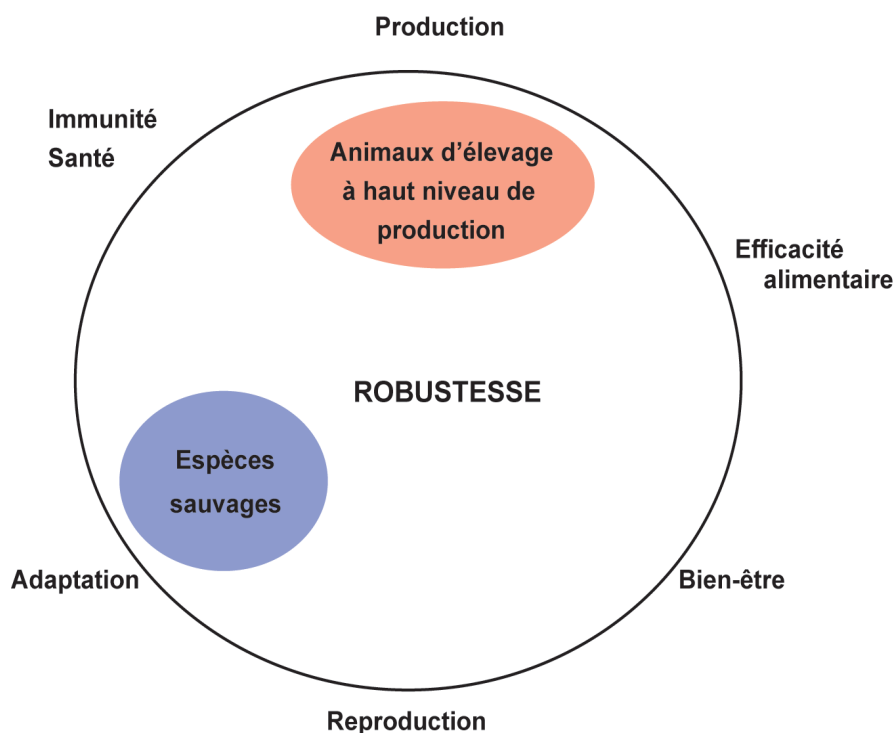 Production
Immunité
Santé
Animaux d'élevage
à haut niveau de
production
Efficacité
alimentaire
ROBUSTESSE
Espèces
sauvages
Adaptation
Bien-être
Reproduction